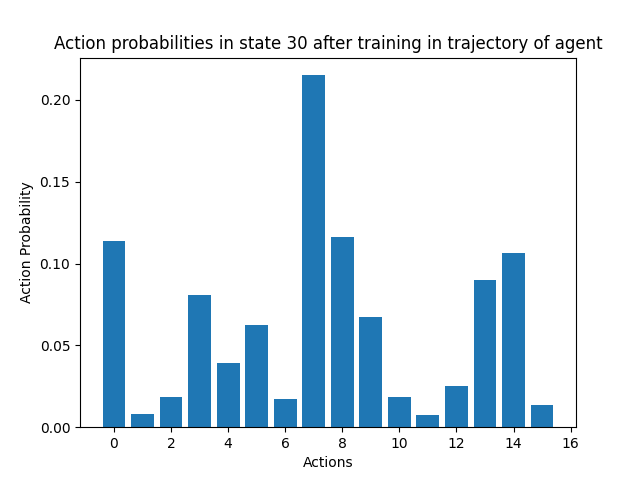 Action probabilities in state 30 after training in trajectory of agent
0.20
0.15
0.10
0.05
0.00
Action Probability
0 2 4 6 8 10 12 14 16
Actions